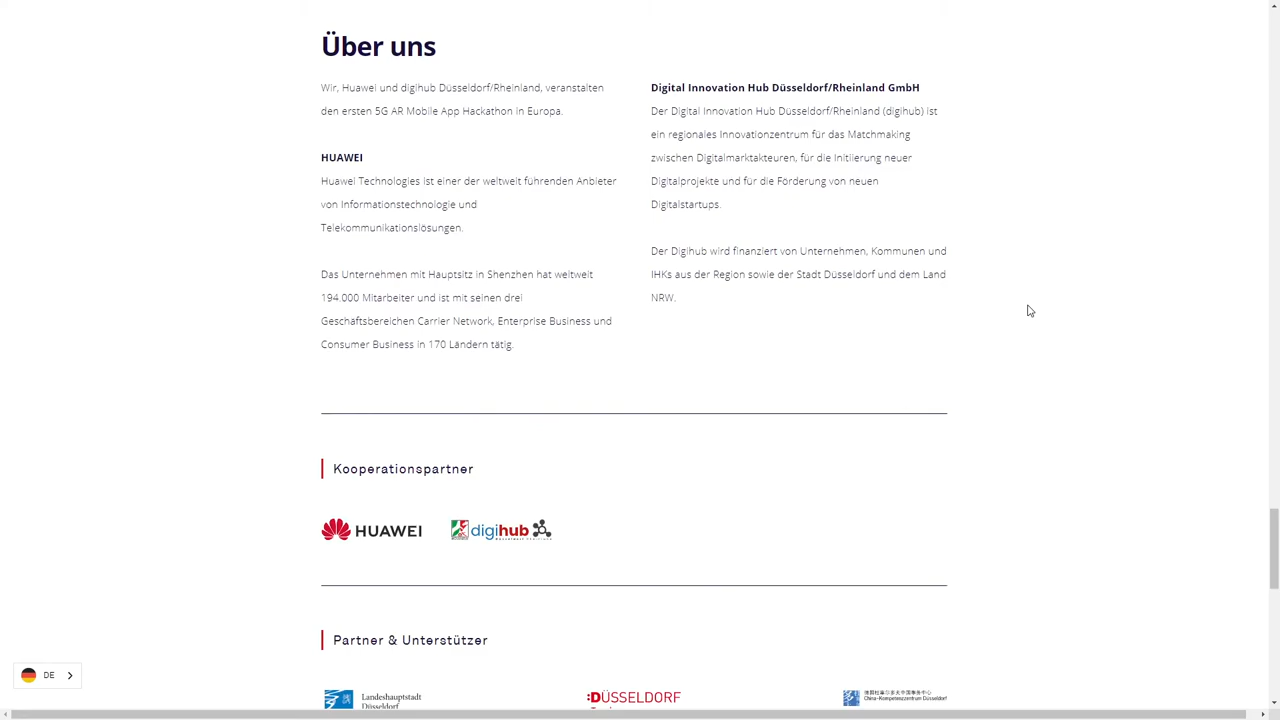 Über uns
Wir, Huawei und digihub Düsseldorf/Rheinland, veranstalten
den ersten 5G AR Mobile App Hackathon in Europa.
HUAWEI
Huawei Technologies ist einer der weltweit führenden Anbieter
von Informationstechnologie und
Telekommunikationslösungen.
Das Unternehmen mit Hauptsitz in Shenzhen hat weltweit
194.000 Mitarbeiter und ist mit seinen drei
Geschäftsbereichen Carrier Network, Enterprise Business und
Consumer Business in 170 Ländern tätig.
Digital Innovation Hub Düsseldorf/Rheinland GmbH
Der Digital Innovation Hub Düsseldorf/Rheinland (digihub) ist
ein regionales Innovationzentrum für das Matchmaking
zwischen Digitalmarktakteuren, für die Initiierung neuer
Digitalprojekte und für die Förderung von neuen
Digitalstartups.
Der Digihub wird finanziert von Unternehmen, Kommunen und
IHKs aus der Region sowie der Stadt Düsseldorf und dem Land
NRW.
Kooperationspartner
HUAWEI
digihub
Partner & Unterstützer
Landeshauptstadt
Düsseldorf
:DÜSSELDORF
China-Kompetenzzentrum Düsseldorf
DE